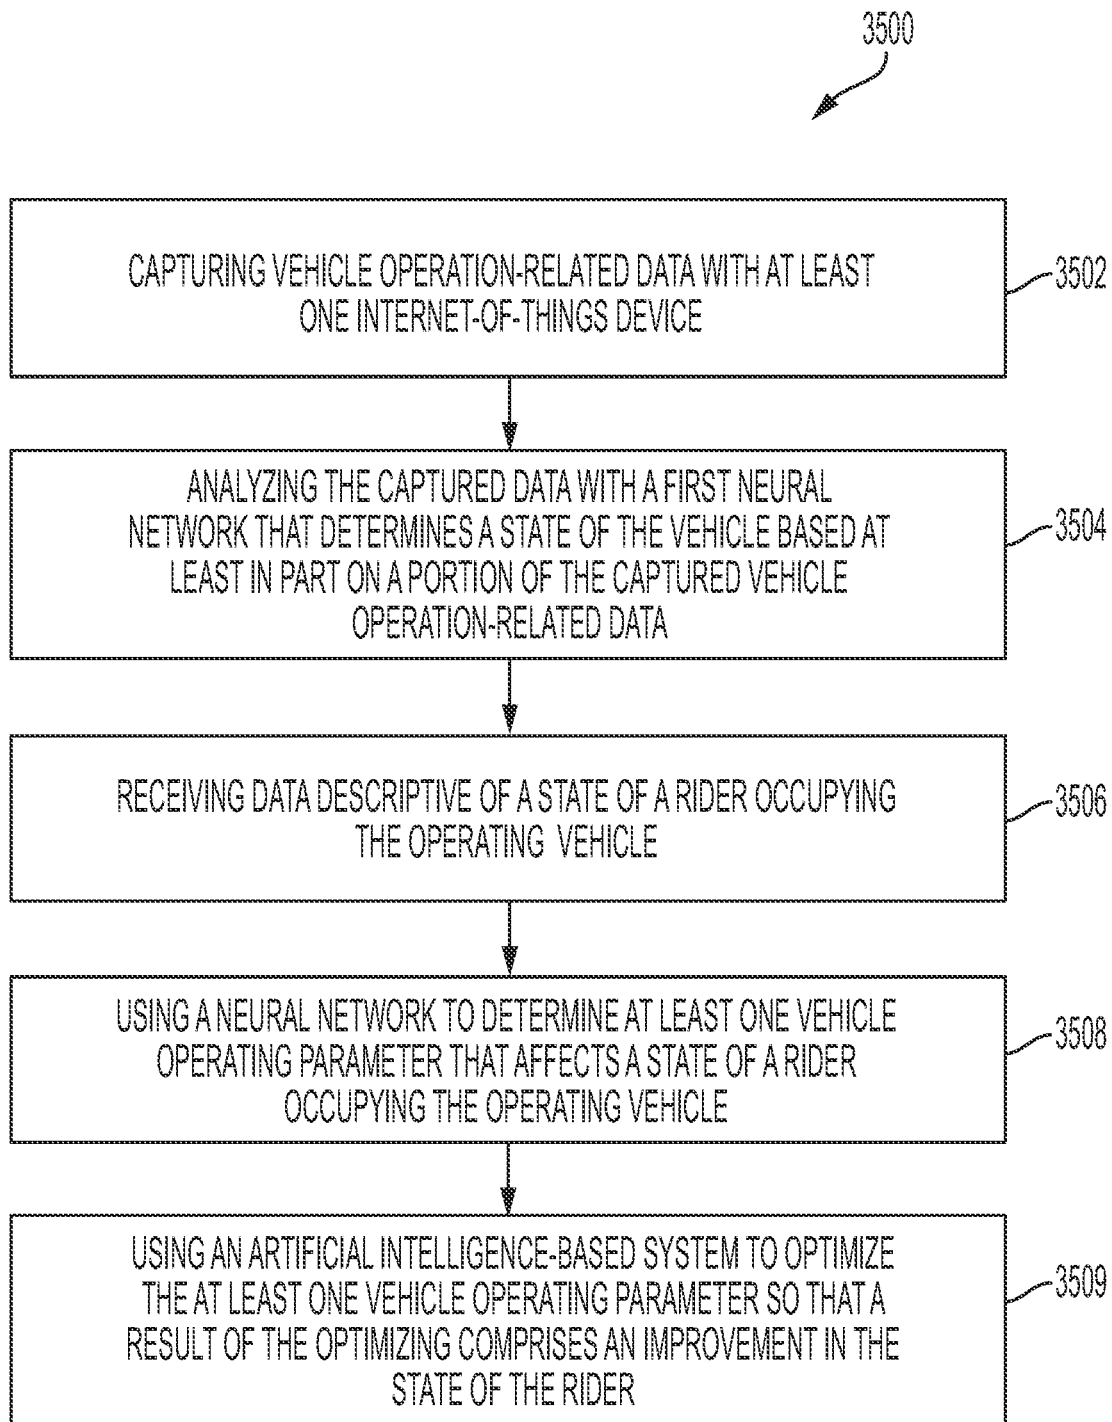 3500
CAPTURING VEHICLE OPERATION-RELATED DATA WITH AT LEAST
ONE INTERNET-OF-THINGS DEVICE
3502
ANALYZING THE CAPTURED DATA WITH A FIRST NEURAL
NETWORK THAT DETERMINES A STATE OF THE VEHICLE BASED AT
LEAST IN PART ON A PORTION OF THE CAPTURED VEHICLE
OPERATION-RELATED DATA
3504
RECEIVING DATA DESCRIPTIVE OF A STATE OF A RIDER OCCUPYING
THE OPERATING VEHICLE
3506
USING A NEURAL NETWORK TO DETERMINE AT LEAST ONE VEHICLE
OPERATING PARAMETER THAT AFFECTS A STATE OF A RIDER
OCCUPYING THE OPERATING VEHICLE
3508
USING AN ARTIFICIAL INTELLIGENCE-BASED SYSTEM TO OPTIMIZE
THE AT LEAST ONE VEHICLE OPERATING PARAMETER SO THAT A
RESULT OF THE OPTIMIZING COMPRISES AN IMPROVEMENT IN THE
STATE OF THE RIDER
3509